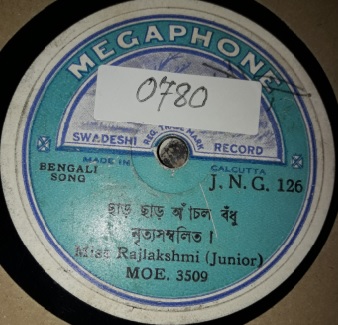 MEGAPHONE
0780
SWADESHI REG. TRADE MARK RECORD
MADE IN CALCUTTA
BENGALI SONG
J. N. G. 126
ছাড় ছাড় আঁচল বঁধু
নৃত্যসম্বলিত।
Miss Rajlakshmi (Junior)
MOE. 3509